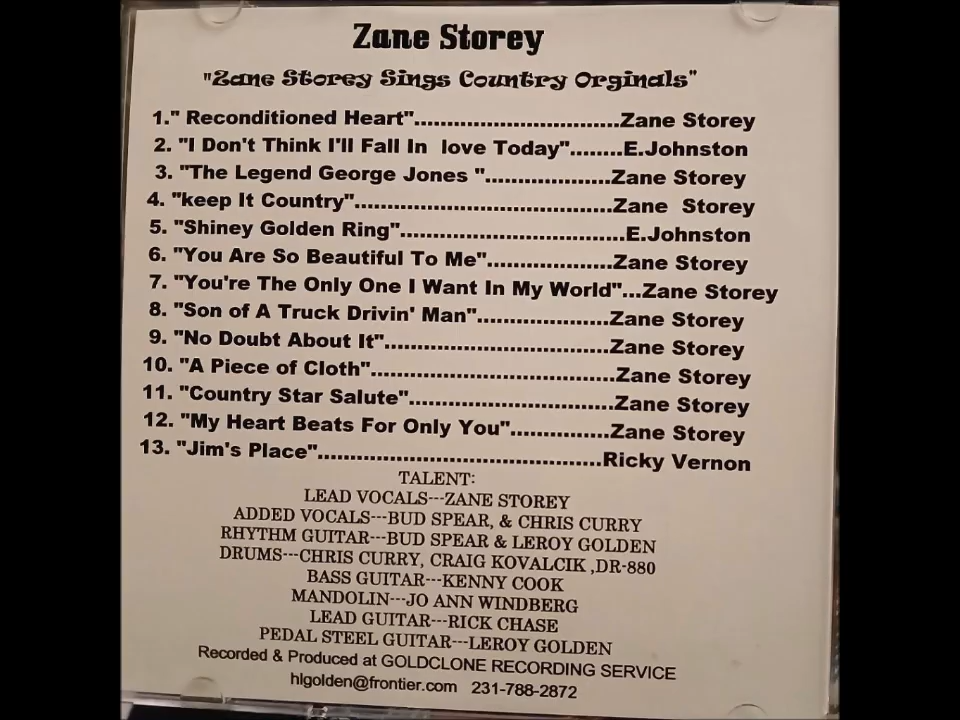 Zane Storey
"Zane Storey Sings Country Orginals"
1." Reconditioned Heart"................................Zane Storey
2. "I Don't Think I'll Fall In love Today"........E.Johnston
3. "The Legend George Jones "...................Zane Storey
4. "keep It Country".......................................Zane Storey
5. "Shiney Golden Ring"..................................E.Johnston
6. "You Are So Beautiful To Me"...................Zane Storey
7. "You're The Only One I Want In My World"...Zane Storey
8. "Son of A Truck Drivin' Man"....................Zane Storey
9. "No Doubt About It"..................................Zane Storey
10. "A Piece of Cloth".....................................Zane Storey
11. "Country Star Salute"...............................Zane Storey
12. "My Heart Beats For Only You"...............Zane Storey
13. "Jim's Place"...........................................Ricky Vernon
TALENT:
LEAD VOCALS---ZANE STOREY
ADDED VOCALS---BUD SPEAR, & CHRIS CURRY
RHYTHM GUITAR---BUD SPEAR & LEROY GOLDEN
DRUMS---CHRIS CURRY, CRAIG KOVALCIK ,DR-880
BASS GUITAR---KENNY COOK
MANDOLIN---JO ANN WINDBERG
LEAD GUITAR---RICK CHASE
PEDAL STEEL GUITAR---LEROY GOLDEN
Recorded & Produced at GOLDCLONE RECORDING SERVICE
hlgolden@frontier.com 231-788-2872